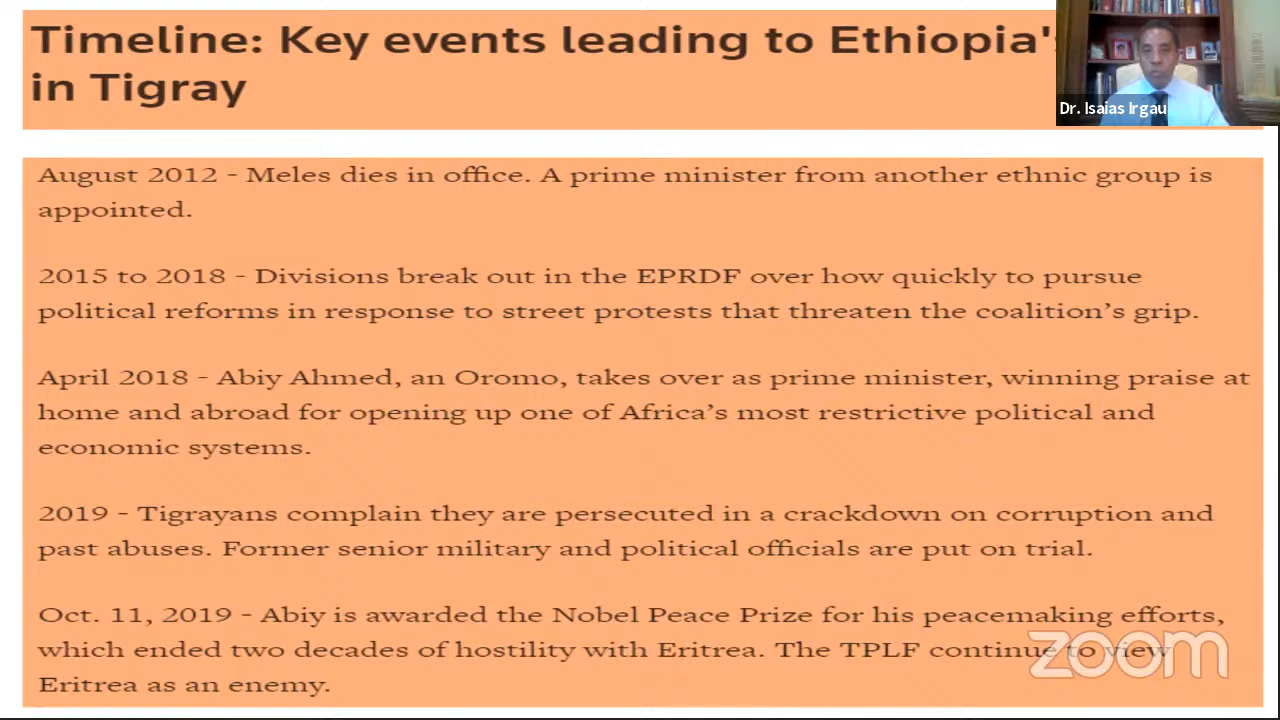 Timeline: Key events leading to Ethiopia's
in Tigray
Dr. Isaias Irgau
August 2012 - Meles dies in office. A prime minister from another ethnic group is
appointed.
2015 to 2018 - Divisions break out in the EPRDF over how quickly to pursue
political reforms in response to street protests that threaten the coalition’s grip.
April 2018 - Abiy Ahmed, an Oromo, takes over as prime minister, winning praise at
home and abroad for opening up one of Africa’s most restrictive political and
economic systems.
2019 - Tigrayans complain they are persecuted in a crackdown on corruption and
past abuses. Former senior military and political officials are put on trial.
Oct. 11, 2019 - Abiy is awarded the Nobel Peace Prize for his peacemaking efforts,
which ended two decades of hostility with Eritrea. The TPLF continue to view
Eritrea as an enemy.
zoom